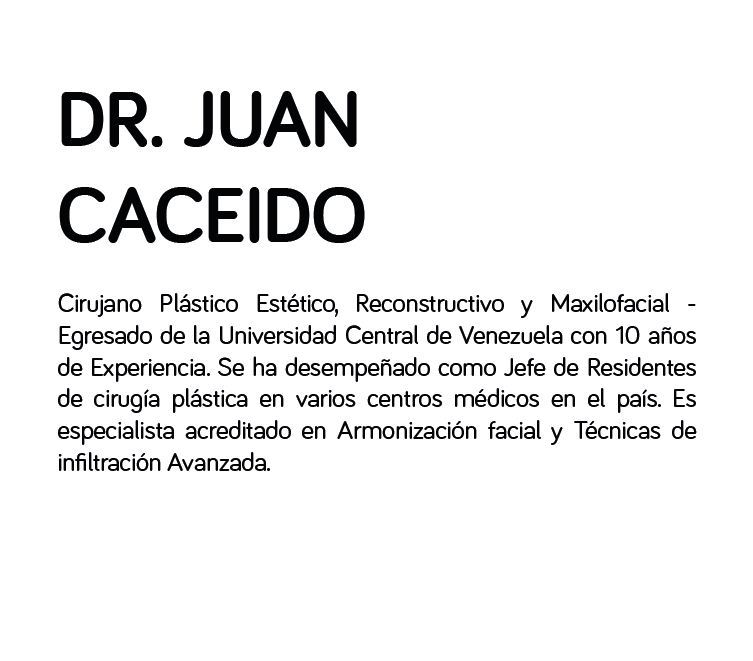 DR. JUAN
CACEIDO
Cirujano Plástico Estético, Reconstructivo y Maxilofacial -
Egresado de la Universidad Central de Venezuela con 10 años
de Experiencia. Se ha desempeñado como Jefe de Residentes
de cirugía plástica en varios centros médicos en el país. Es
especialista acreditado en Armonización facial y Técnicas de
infiltración Avanzada.